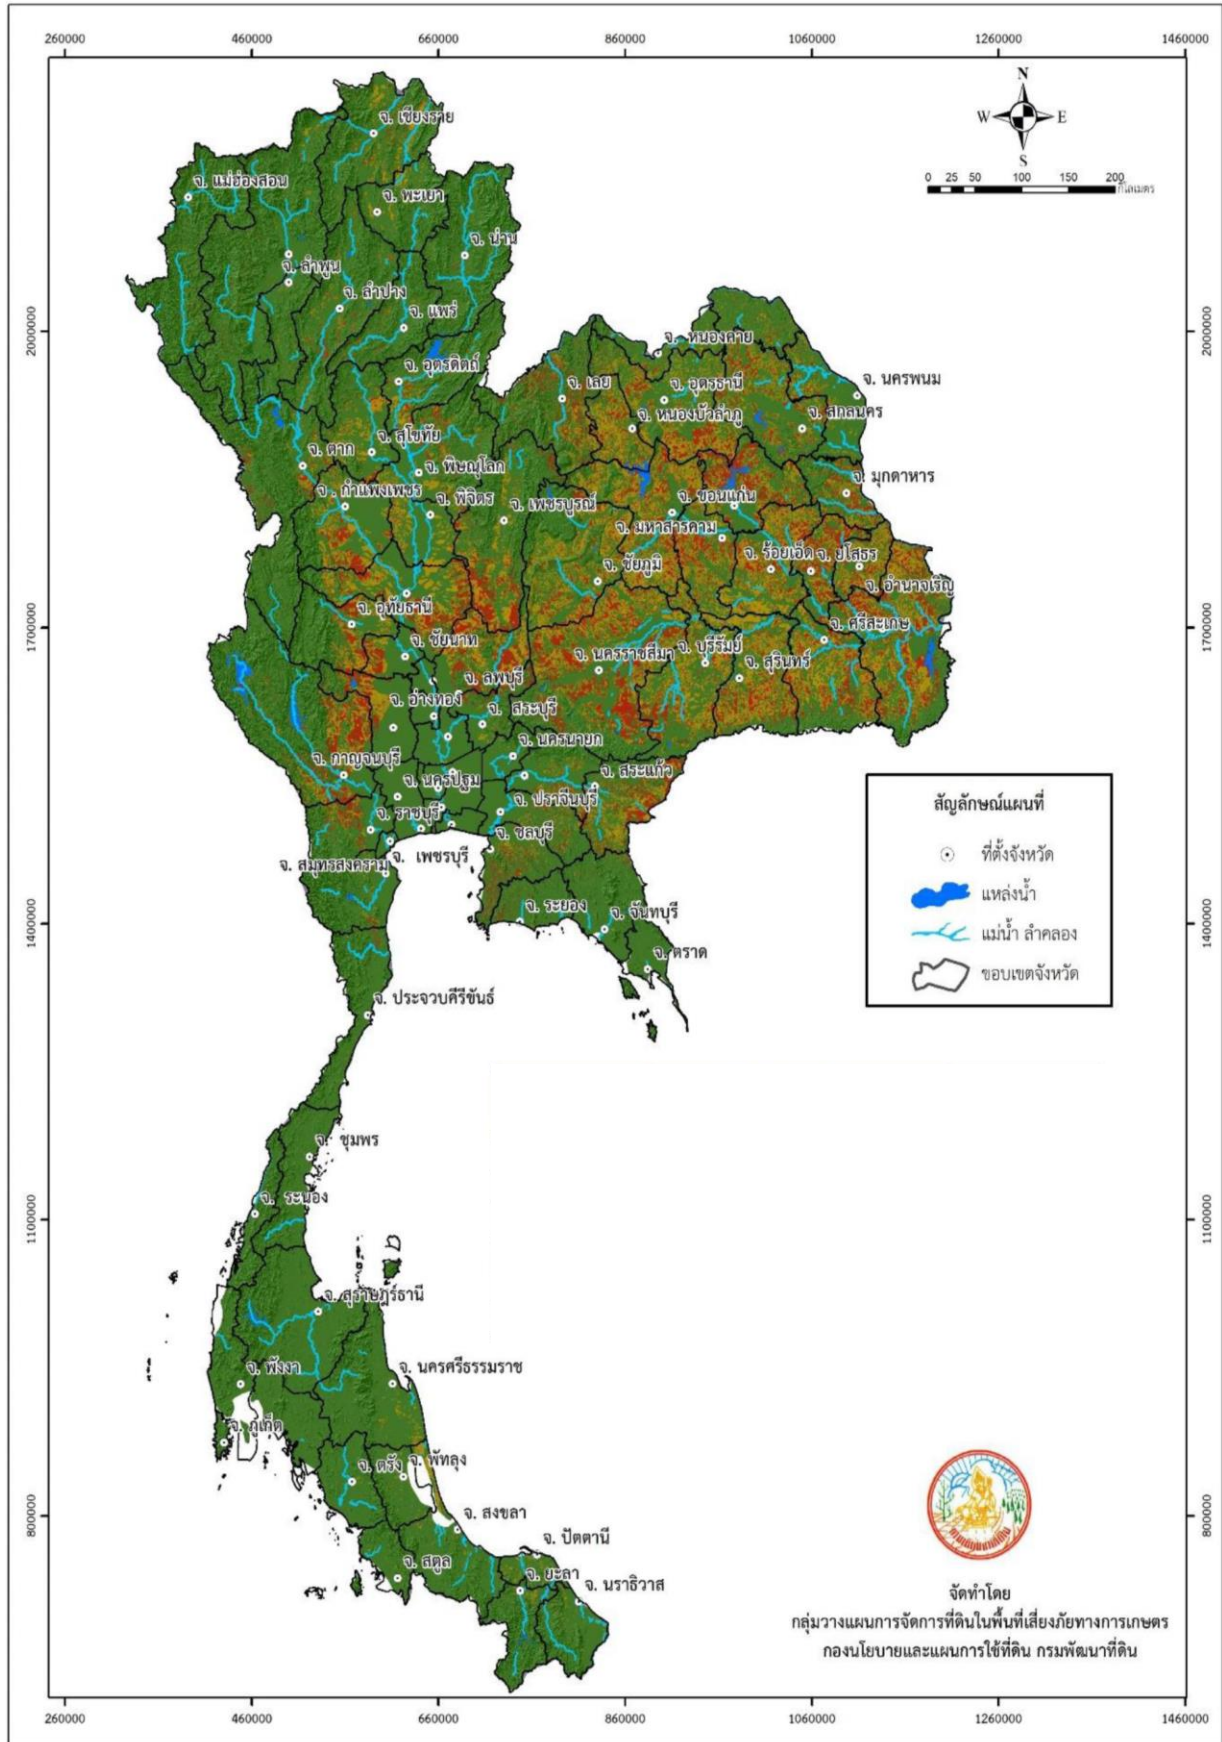 260000 460000 660000 860000 1060000 1260000 1460000
N
W E
S
0 25 50 100 150 200
กิโลเมตร
จ. เชียงราย
จ. แม่ฮ่องสอน
จ. พะเยา
จ. น่าน
จ. ลำพูน
จ. ลำปาง
จ. แพร่
2000000 2000000
จ. หนองคาย
จ. อุตรดิตถ์
จ. เลย
จ. อุดรธานี
จ. นครพนม
จ. หนองบัวลำภู
จ. สกลนคร
จ. สุโขทัย
จ. ตาก
จ. พิษณุโลก
จ. มุกดาหาร
จ . กำแพงเพชร
จ. พิจิตร
จ. เพชรบูรณ์
จ. ขอนแก่น
จ. มหาสารคาม
จ. ร้อยเอ็ด
จ. ยโสธร
จ. ชัยภูมิ
จ. อำนาจเริญ
จ. อุทัยธานี
1700000 1700000
จ. ศรีสะเกษ
จ. ชัยนาท
จ. นครราชสีมา
จ. บุรีรัมย์
จ. สุรินทร์
จ. ลพบุรี
จ. อ่างทอง
จ. สระบุรี
จ. นครนายก
จ. กาญจนบุรี
จ. นครปฐม
จ. สระแก้ว
จ. ปราจีนบุรี
จ. ราชบุรี
จ. ชลบุรี
จ. สมุทรสงคราม
จ. เพชรบุรี
สัญลักษณ์แผนที่
ที่ตั้งจังหวัด
แหล่งน้ำ
แม่น้ำ ลำคลอง
ขอบเขตจังหวัด
จ. ระยอง
จ. จันทบุรี
1400000 1400000
จ. ตราด
จ. ประจวบคีรีขันธ์
จ. ชุมพร
จ. ระนอง
1100000 1100000
จ. สุราษฎร์ธานี
จ. พังงา
จ. นครศรีธรรมราช
จ. ภูเก็ต
จ. ตรัง
จ. พัทลุง
จ. สงขลา
800000 800000
จ. ปัตตานี
จ. สตูล
จ. ยะลา
จ. นราธิวาส
จัดทำโดย
กลุ่มวางแผนการจัดการที่ดินในพื้นที่เสี่ยงภัยทางการเกษตร
กองนโยบายและแผนการใช้ที่ดิน กรมพัฒนาที่ดิน
260000 460000 660000 860000 1060000 1260000 1460000